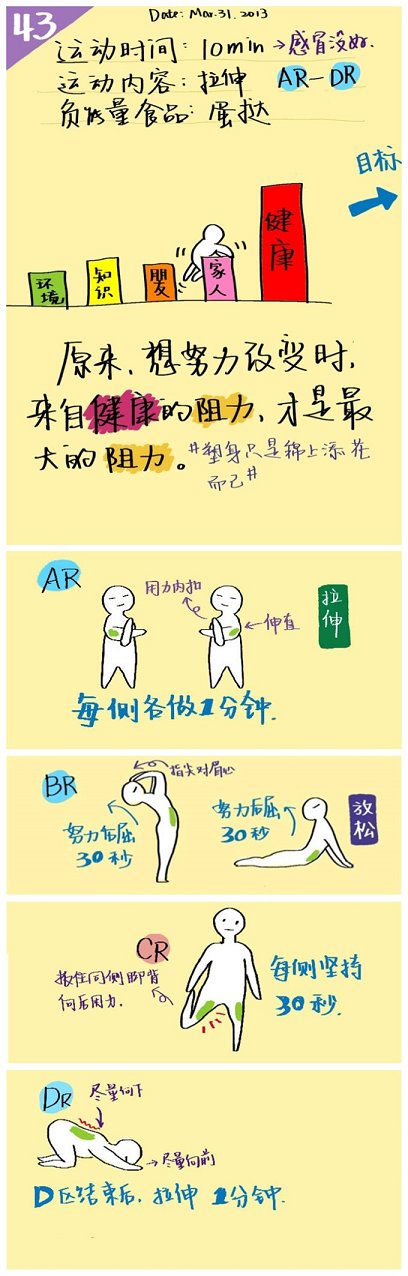 43
Date: Mar. 31. 2013
运动时间: 10min → 感冒没好.
运动内容: 拉伸 AR-DR
负能量食品: 蛋挞
目标
环境
知识
朋友
家人
健康
原来, 想努力改变时,
来自健康的阻力, 才是最
大的阻力。
#塑身只是锦上添花
而已#
AR
用力内扣
伸直
拉伸
每侧各做1分钟.
BR
指尖对眉心
努力后屈
30秒
努力后屈
30秒
放松
CR
扳住同侧脚背
向后用力.
每侧坚持
30秒.
DR
尽量向下
→尽量向前
D区结束后, 拉伸 1分钟.